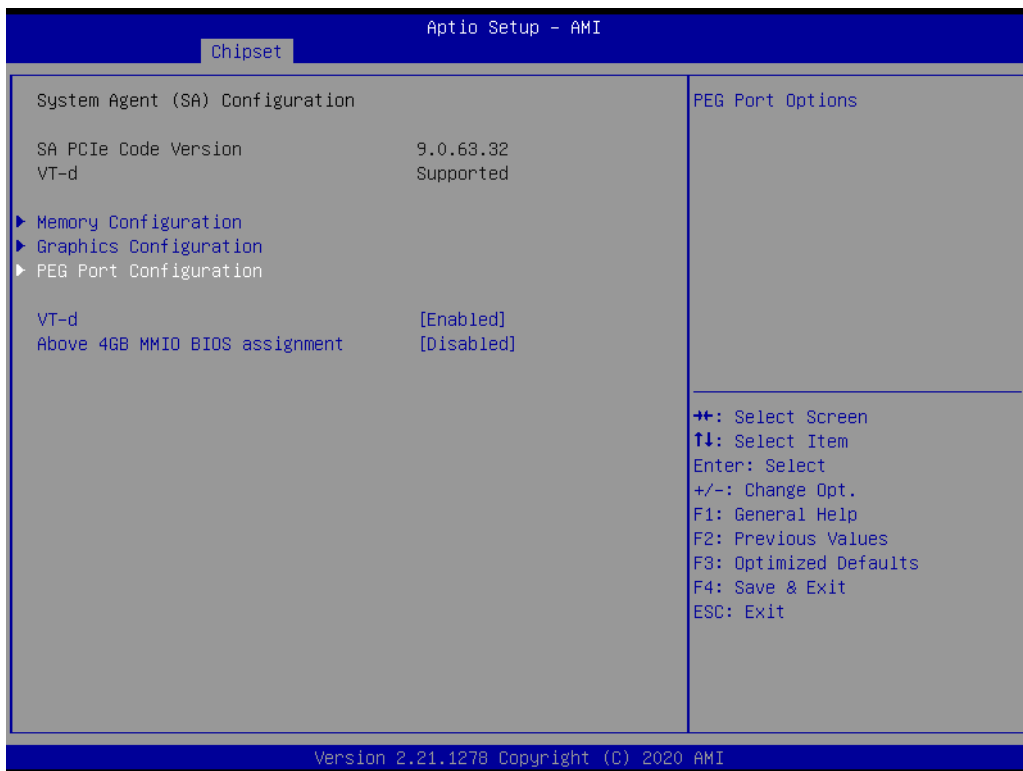 Aptio Setup – AMI
Chipset
System Agent (SA) Configuration
SA PCIe Code Version 9.0.63.32
VT-d Supported
Memory Configuration
Graphics Configuration
PEG Port Configuration
VT-d [Enabled]
Above 4GB MMIO BIOS assignment [Disabled]
PEG Port Options
→←: Select Screen
↑↓: Select Item
Enter: Select
+/-: Change Opt.
F1: General Help
F2: Previous Values
F3: Optimized Defaults
F4: Save & Exit
ESC: Exit
Version 2.21.1278 Copyright (C) 2020 AMI